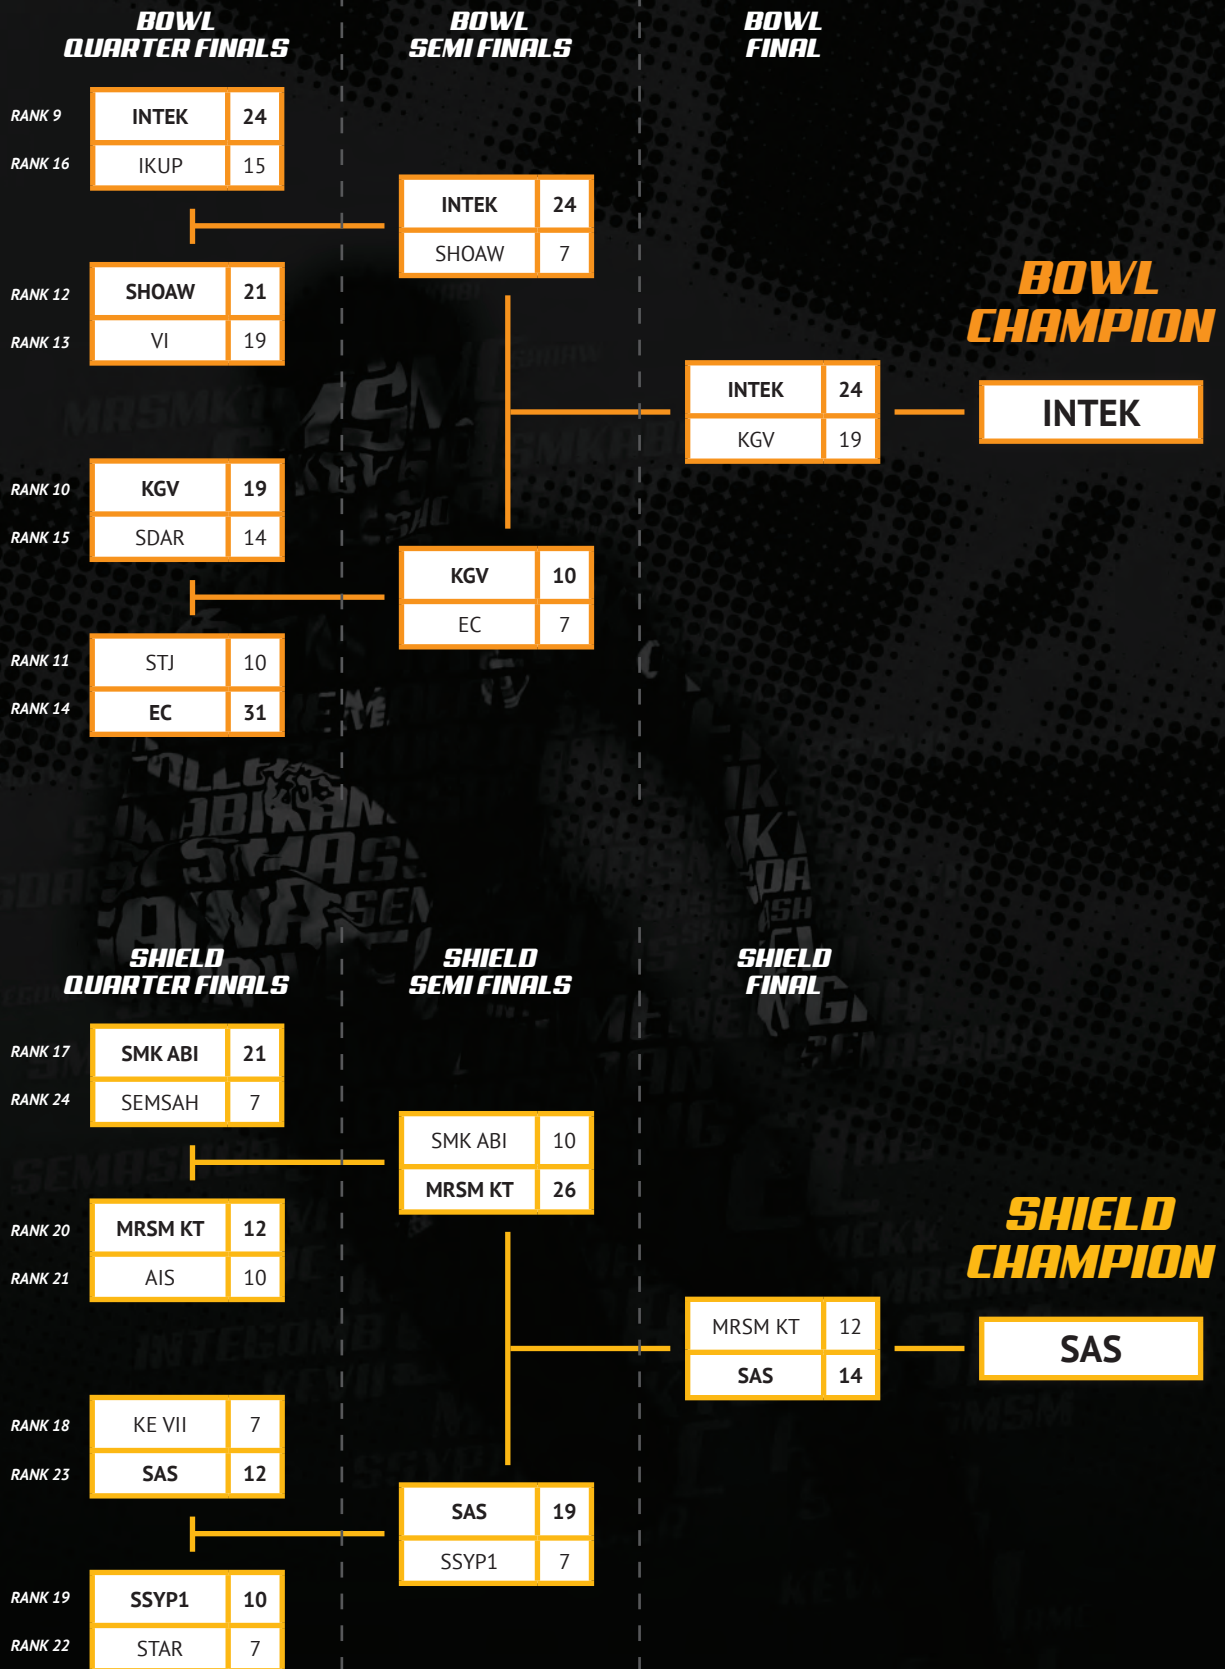 BOWL
QUARTER FINALS
BOWL
SEMI FINALS
BOWL
FINAL
RANK 9 INTEK 24
RANK 16 IKUP 15
INTEK 24
SHOAW 7
RANK 12 SHOAW 21
RANK 13 VI 19
BOWL
CHAMPION
INTEK 24
KGV 19
INTEK
RANK 10 KGV 19
RANK 15 SDAR 14
KGV 10
EC 7
RANK 11 STJ 10
RANK 14 EC 31
SHIELD
QUARTER FINALS
SHIELD
SEMI FINALS
SHIELD
FINAL
RANK 17 SMK ABI 21
RANK 24 SEMSAH 7
SMK ABI 10
MRSM KT 26
RANK 20 MRSM KT 12
RANK 21 AIS 10
SHIELD
CHAMPION
MRSM KT 12
SAS 14
SAS
RANK 18 KE VII 7
RANK 23 SAS 12
SAS 19
SSYP1 7
RANK 19 SSYP1 10
RANK 22 STAR 7